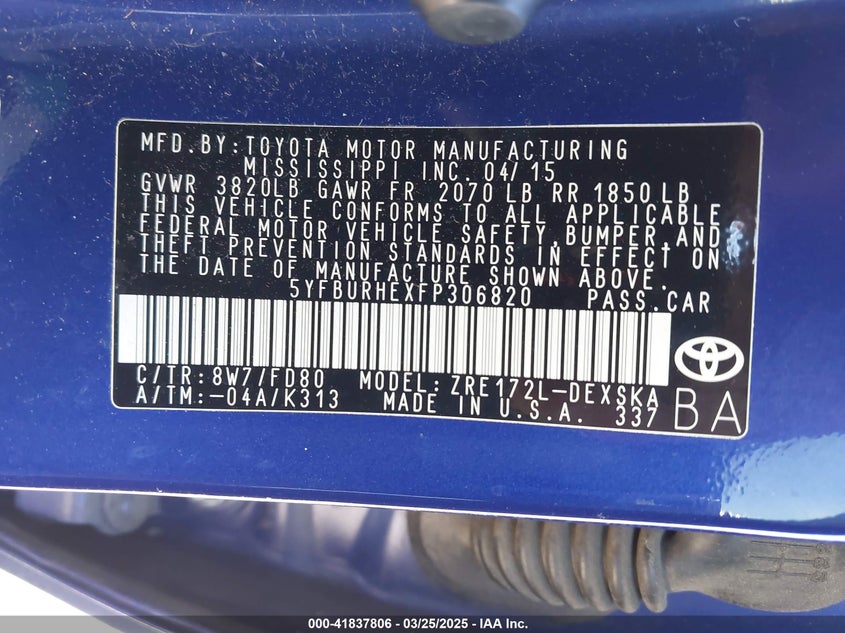 MFD.BY: TOYOTA MOTOR MANUFACTURING
MISSISSIPPI INC. 04/15
GVWR 3820LB GAWR FR 2070 LB RR 1850LB
THIS VEHICLE CONFORMS TO ALL APPLICABLE
FEDERAL MOTOR VEHICLE SAFETY,BUMPER,AND
THEFT PREVENTION STANDARDS IN EFFECT ON
THE DATE OF MANUFACTURE SHOWN ABOVE.
5YFBURHEXFP306820 PASS.CAR
C/TR:8W7/FD80 MODEL: ZRE172L-DEXSKA
A/TM:-04A/K313 MADE IN U.S.A. 337
BA
000-41837806 / 03/25/2025 - IAA Inc.